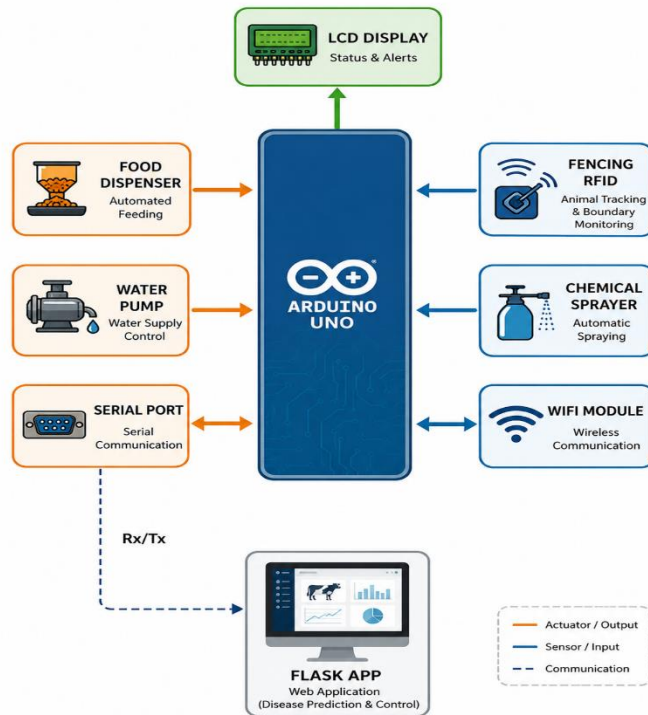 LCD DISPLAY
Status & Alerts
FOOD
DISPENSER
Automated
Feeding
WATER
PUMP
Water Supply
Control
SERIAL PORT
Serial
Communication
ARDUINO
UNO
FENCING
RFID
Animal Tracking
& Boundary
Monitoring
CHEMICAL
SPRAYER
Automatic
Spraying
WIFI MODULE
Wireless
Communication
Rx/Tx
FLASK APP
Web Application
(Disease Prediction & Control)
Actuator / Output
Sensor / Input
Communication